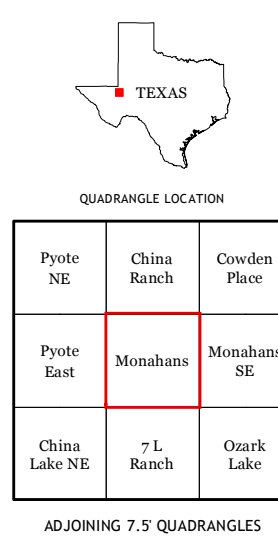 TEXAS
QUADRANGLE LOCATION
Pyote
NE
China
Ranch
Cowden
Place
Pyote
East
Monahans
Monahans
SE
China
Lake NE
7 L
Ranch
Ozark
Lake
ADJOINING 7.5' QUADRANGLES